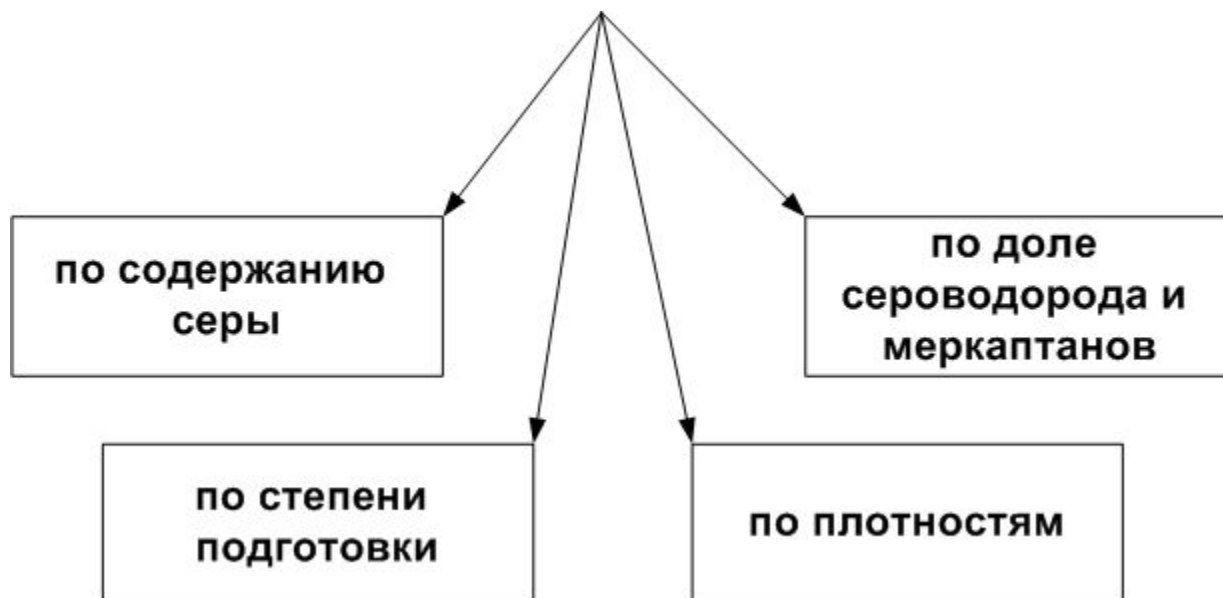 по содержанию
серы
по доле
сероводорода и
меркаптанов
по степени
подготовки
по плотностям